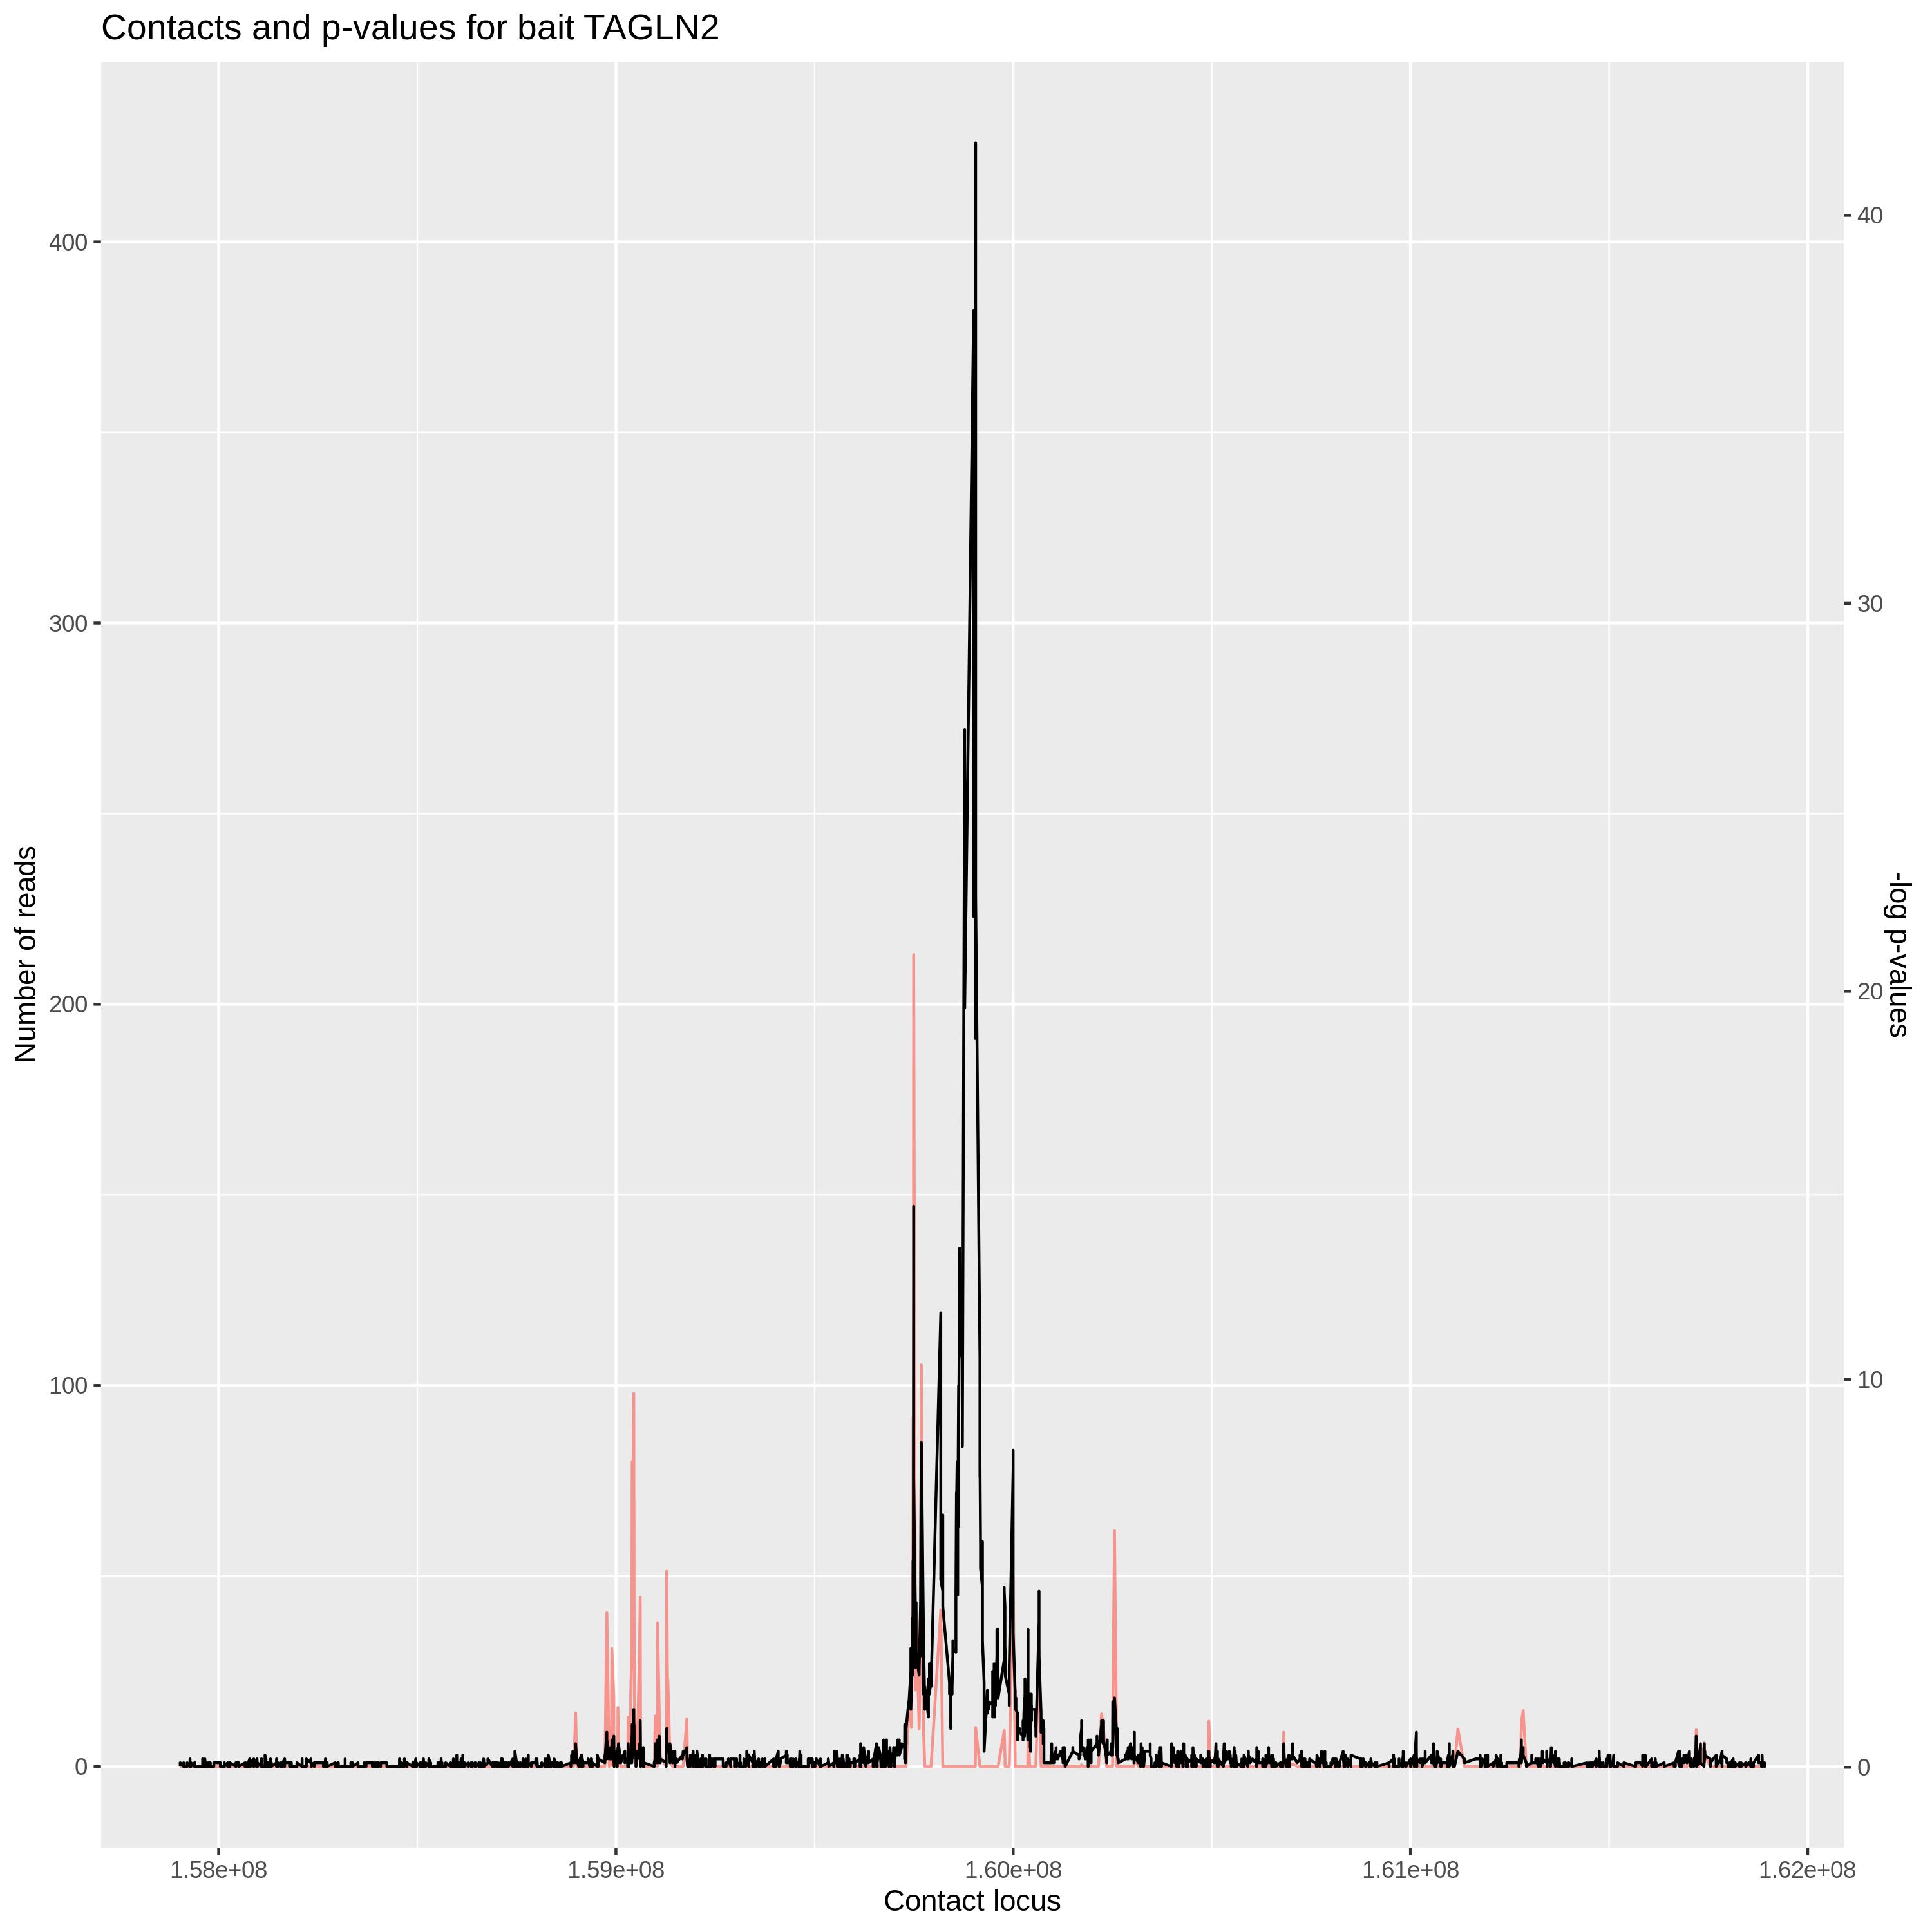 Contacts and p-values for bait TAGLN2
Number of reads
400
300
200
100
0
-log p-values
40
30
20
10
0
1.58e+08
1.59e+08
1.60e+08
1.61e+08
1.62e+08
Contact locus